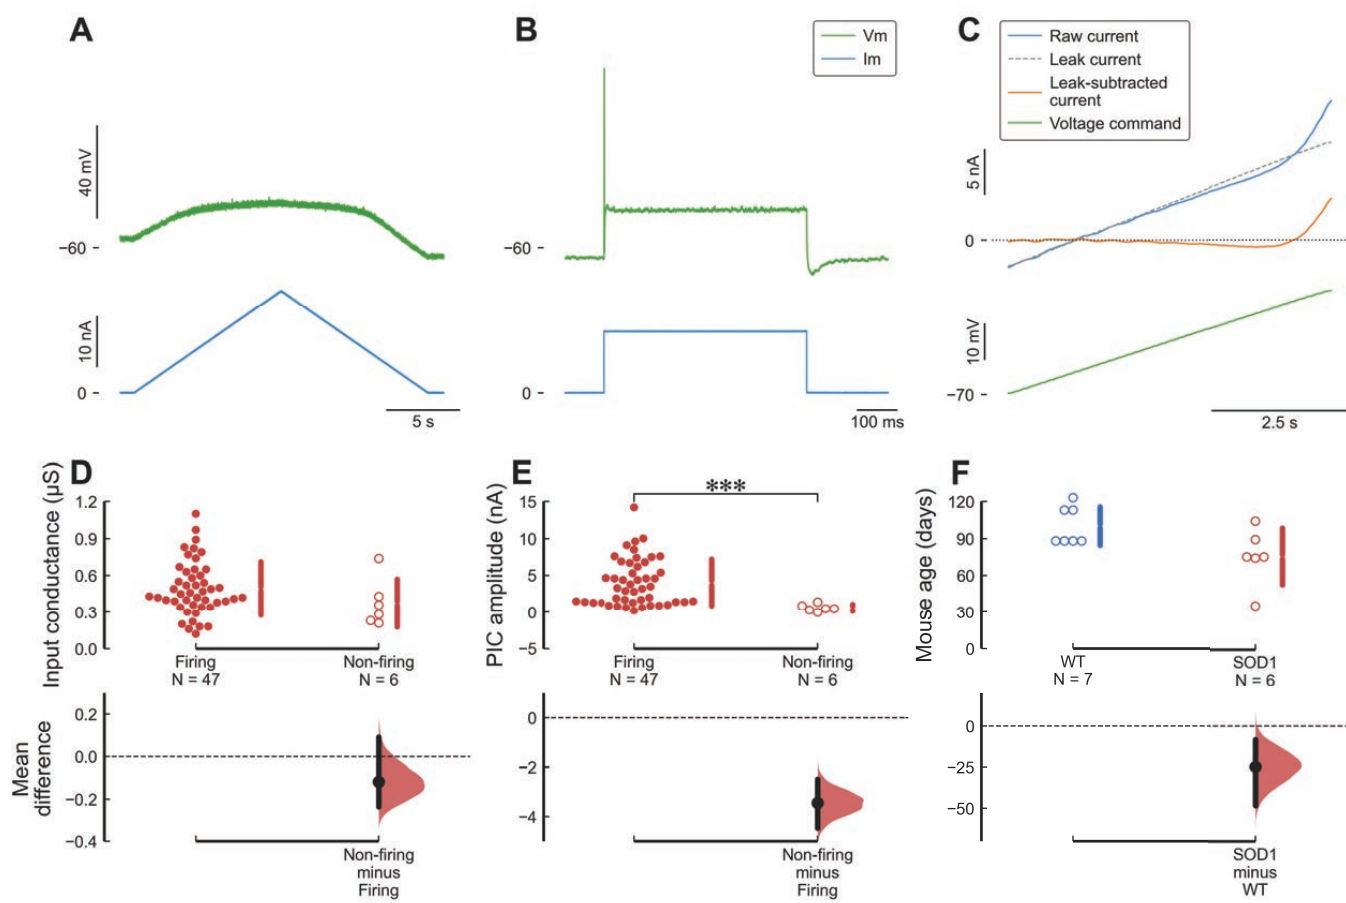 A
40 mV
−60
10 nA
0
5 s
B
Vm
Im
−60
0
100 ms
C
Raw current
Leak current
Leak-subtracted
current
Voltage command
5 nA
0
10 mV
−70
2.5 s
D
Input conductance (µS)
1.2
0.9
0.6
0.3
0.0
Firing
N = 47
Non-firing
N = 6
Mean
difference
0.2
0.0
−0.2
−0.4
Non-firing
minus
Firing
E
PIC amplitude (nA)
15
10
5
0
−5
***
Firing
N = 47
Non-firing
N = 6
0
−2
−4
Non-firing
minus
Firing
F
Mouse age (days)
120
90
60
30
0
WT
N = 7
SOD1
N = 6
0
−25
−50
SOD1
minus
WT